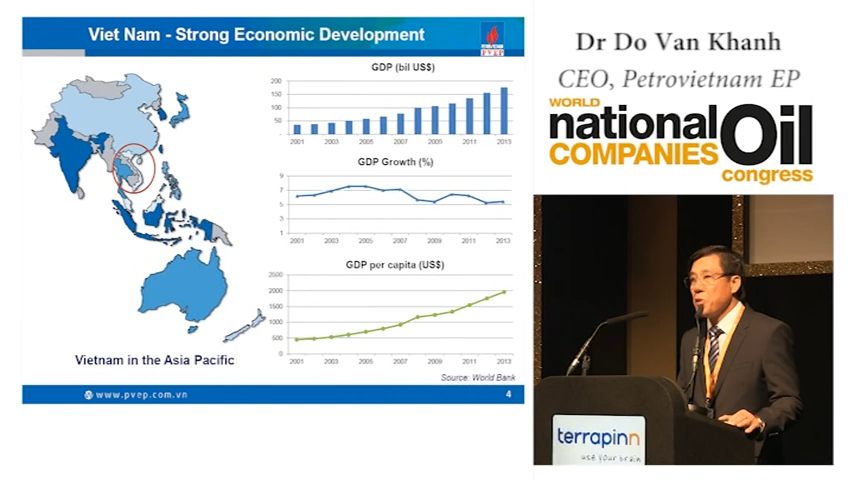 Viet Nam - Strong Economic Development
PETROVIETNAM
PVEP
GDP (bil US$)
200
150
100
50
-
2001 2003 2005 2007 2009 2011 2013
GDP Growth (%)
9
7
5
3
1
2001 2003 2005 2007 2009 2011 2013
GDP per capita (US$)
2500
2000
1500
1000
500
0
2001 2003 2005 2007 2009 2011 2013
Vietnam in the Asia Pacific
Source: World Bank
www.pvep.com.vn
4
Dr Do Van Khanh
CEO, Petrovietnam EP
WORLD
national Oil
COMPANIES
congress
terrapinn
use your brain